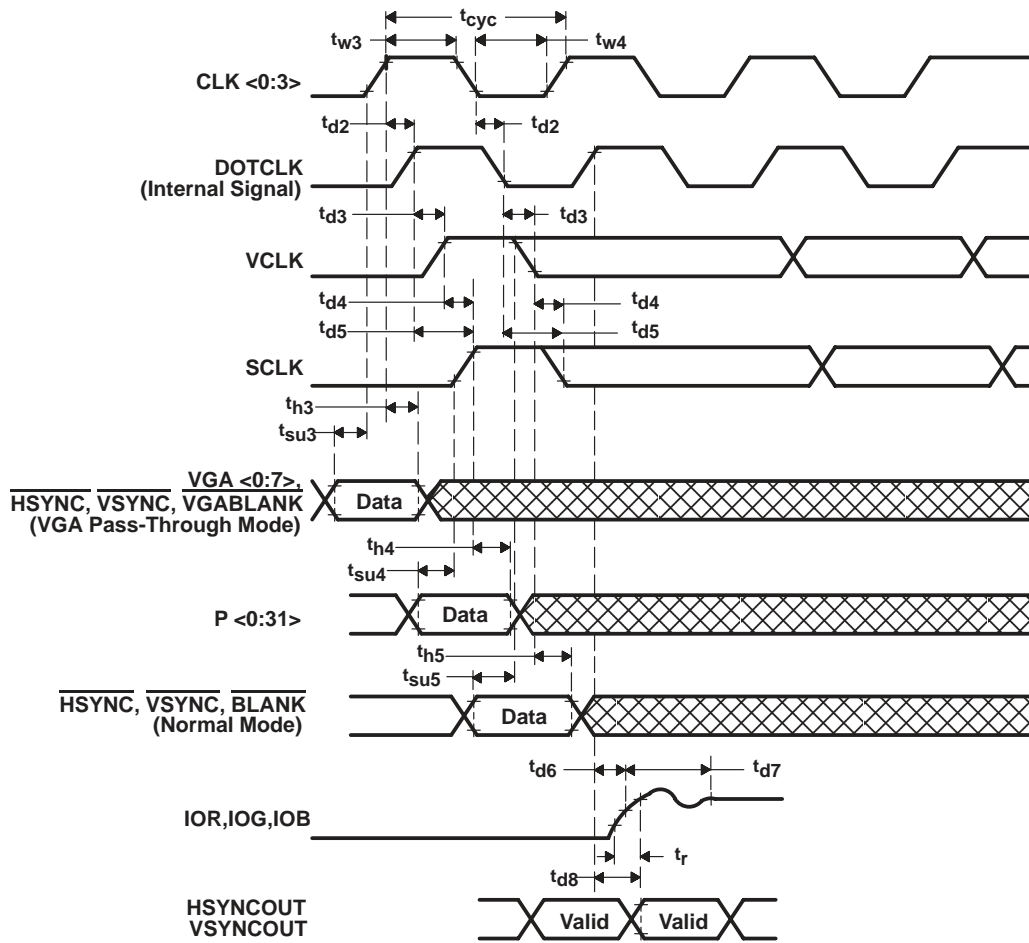 tcyc
tw3
tw4
CLK <0:3>
td2
td2
DOTCLK
(Internal Signal)
td3
td3
VCLK
td4
td4
td5
td5
SCLK
th3
tsu3
VGA <0:7>,
HSYNC, VSYNC, VGABLANK
(VGA Pass-Through Mode)
Data
th4
tsu4
P <0:31>
Data
th5
tsu5
HSYNC, VSYNC, BLANK
(Normal Mode)
Data
td6
td7
IOR,IOG,IOB
tr
td8
HSYNCOUT
VSYNCOUT
Valid
Valid